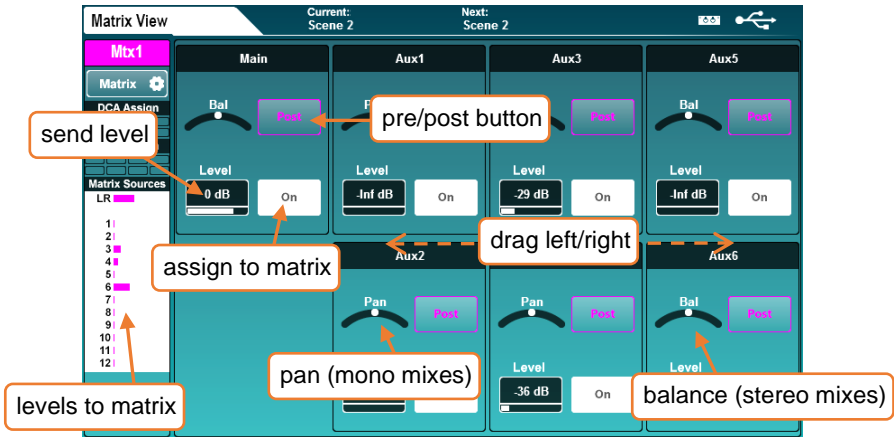 Matrix View
Current:
Scene 2
Next:
Scene 2
Mtx1
Matrix
DCA Assign
Matrix Sources
LR
1
2
3
4
5
6
7
8
9
10
11
12
Main
Bal
Post
Level
0 dB
On
Aux1
Post
Level
-Inf dB
On
Aux3
Post
Level
-29 dB
On
Aux5
Bal
Post
Level
-Inf dB
On
Aux2
Pan
Post
Pan
Post
Level
-36 dB
On
Aux6
Bal
Post
Level
send level
pre/post button
assign to matrix
drag left/right
pan (mono mixes)
balance (stereo mixes)
levels to matrix